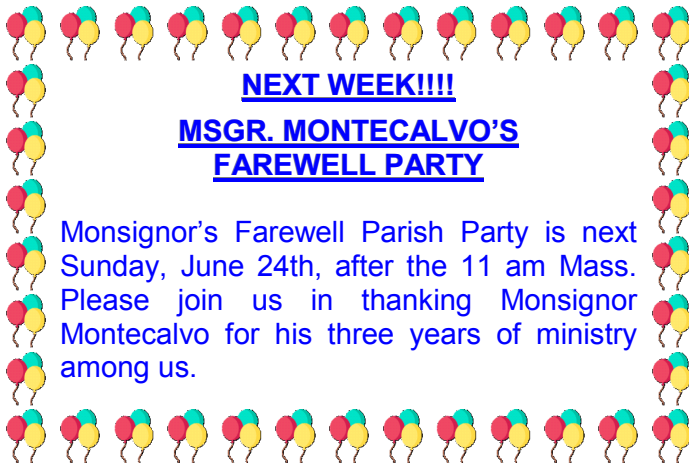 NEXT WEEK!!!!
MSGR. MONTECALVO’S
FAREWELL PARTY
Monsignor’s Farewell Parish Party is next
Sunday, June 24th, after the 11 am Mass.
Please join us in thanking Monsignor
Montecalvo for his three years of ministry
among us.